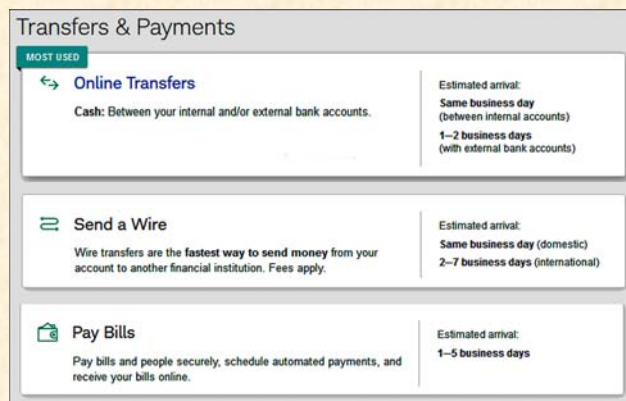 Transfers & Payments
MOST USED
Online Transfers
Cash: Between your internal and/or external bank accounts.
Estimated arrival:
Same business day
(between internal accounts)
1–2 business days
(with external bank accounts)
Send a Wire
Wire transfers are the fastest way to send money from your
account to another financial institution. Fees apply.
Estimated arrival:
Same business day (domestic)
2–7 business days (international)
Pay Bills
Pay bills and people securely, schedule automated payments, and
receive your bills online.
Estimated arrival:
1–5 business days